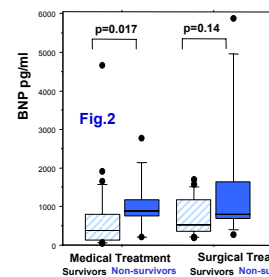 6000
p=0.017
p=0.14
5000
4000
BNP pg/ml
Fig.2
3000
2000
1000
0
Medical Treatment
Surgical
Survivors
Non-survivors
Survivors